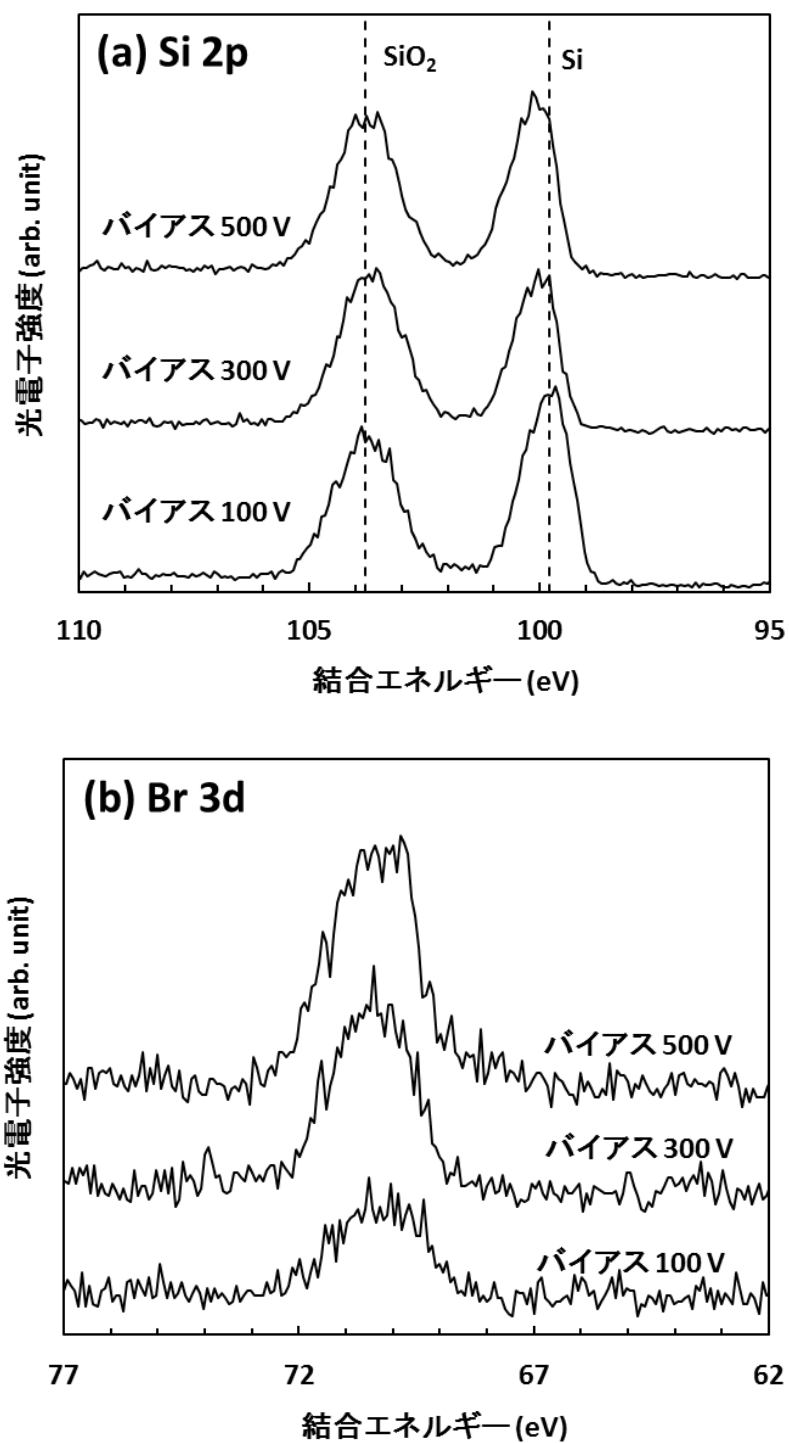 (a) Si 2p
SiO₂
Si
バイアス 500 V
バイアス 300 V
バイアス 100 V
光電子強度 (arb. unit)
110
105
100
95
結合エネルギー (eV)
(b) Br 3d
バイアス 500 V
バイアス 300 V
バイアス 100 V
光電子強度 (arb. unit)
77
72
67
62
結合エネルギー (eV)